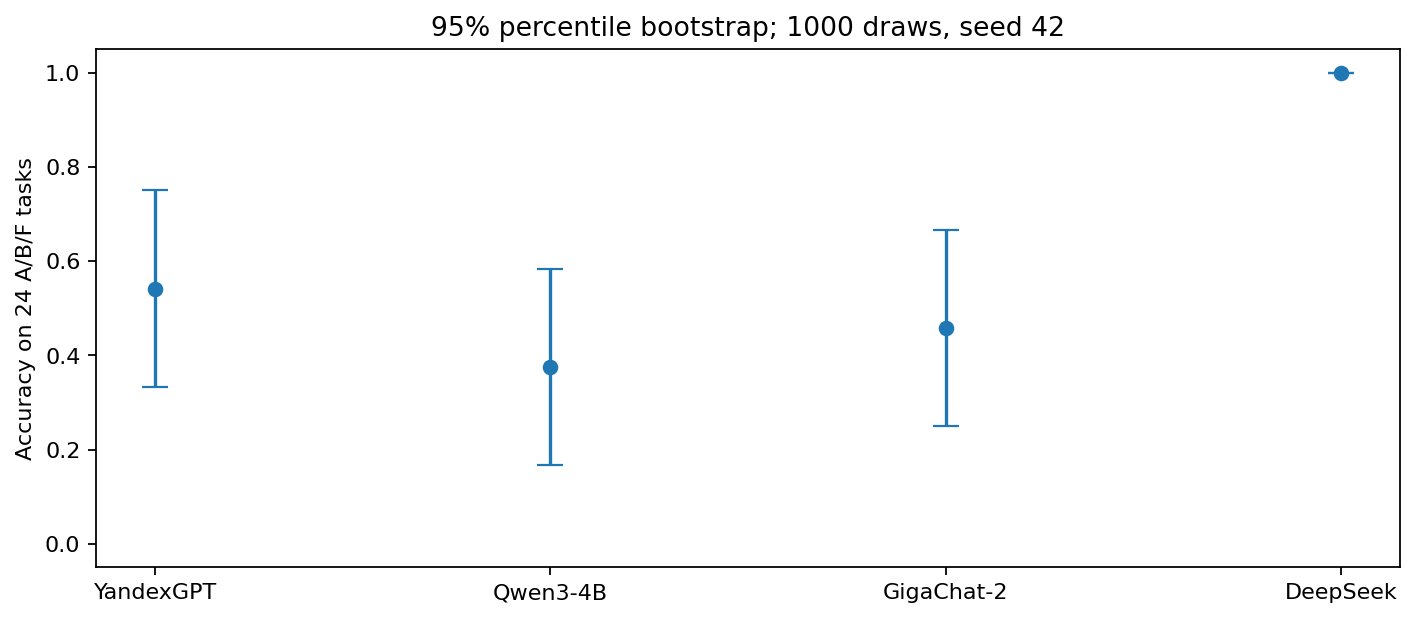 95% percentile bootstrap; 1000 draws, seed 42
Accuracy on 24 A/B/F tasks
1.0
0.8
0.6
0.4
0.2
0.0
YandexGPT Qwen3-4B GigaChat-2 DeepSeek